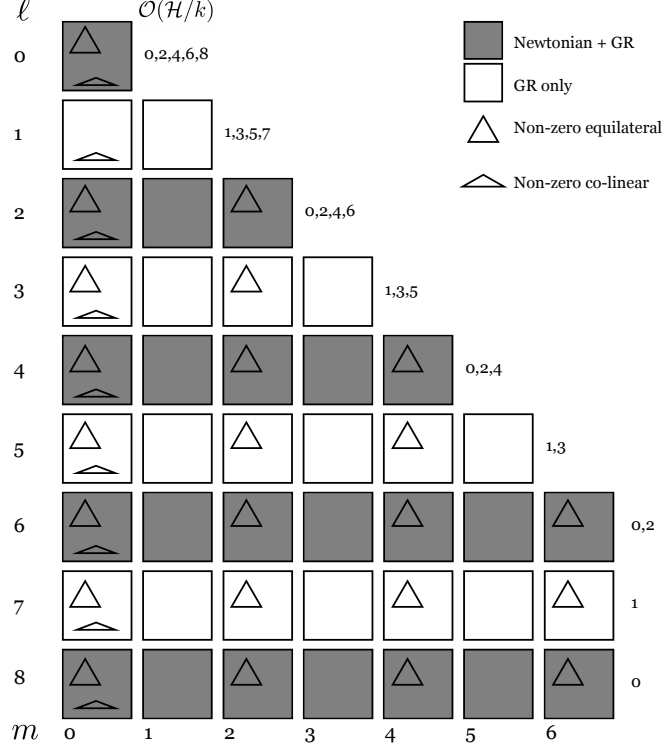 ℓ 𝒪(ℋ/k)
0 0,2,4,6,8
1 1,3,5,7
2 0,2,4,6
3 1,3,5
4 0,2,4
5 1,3
6 0,2
7 1
8 0
m 0 1 2 3 4 5 6
Newtonian + GR
GR only
Non-zero equilateral
Non-zero co-linear